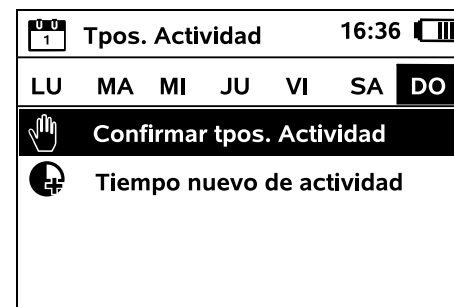 1 Tpos. Actividad 16:36
LU MA MI JU VI SA DO
Confirmar tpos. Actividad
Tiempo nuevo de actividad